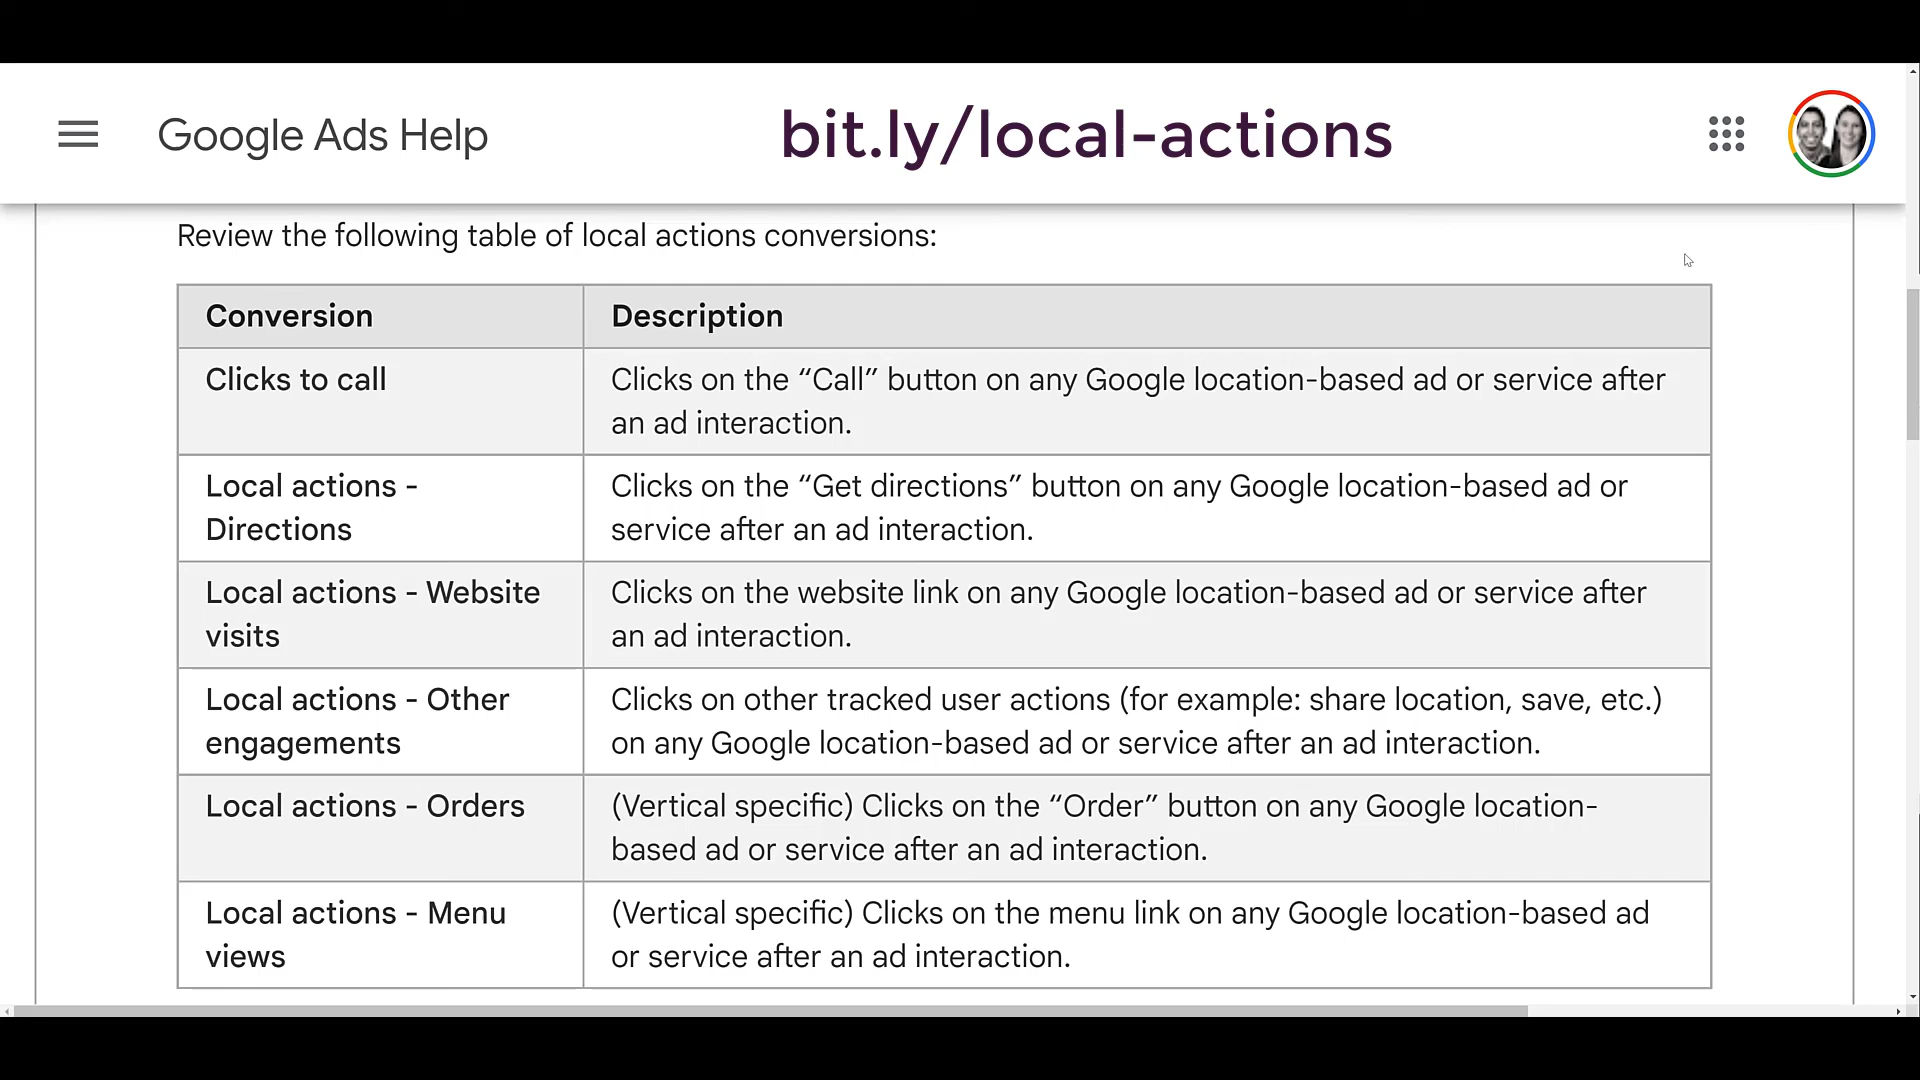 Google Ads Help
bit.ly/local-actions
Review the following table of local actions conversions:
Conversion
Description
Clicks to call
Clicks on the “Call” button on any Google location-based ad or service after
an ad interaction.
Local actions -
Directions
Clicks on the “Get directions” button on any Google location-based ad or
service after an ad interaction.
Local actions - Website
visits
Clicks on the website link on any Google location-based ad or service after
an ad interaction.
Local actions - Other
engagements
Clicks on other tracked user actions (for example: share location, save, etc.)
on any Google location-based ad or service after an ad interaction.
Local actions - Orders
(Vertical specific) Clicks on the “Order” button on any Google location-
based ad or service after an ad interaction.
Local actions - Menu
views
(Vertical specific) Clicks on the menu link on any Google location-based ad
or service after an ad interaction.